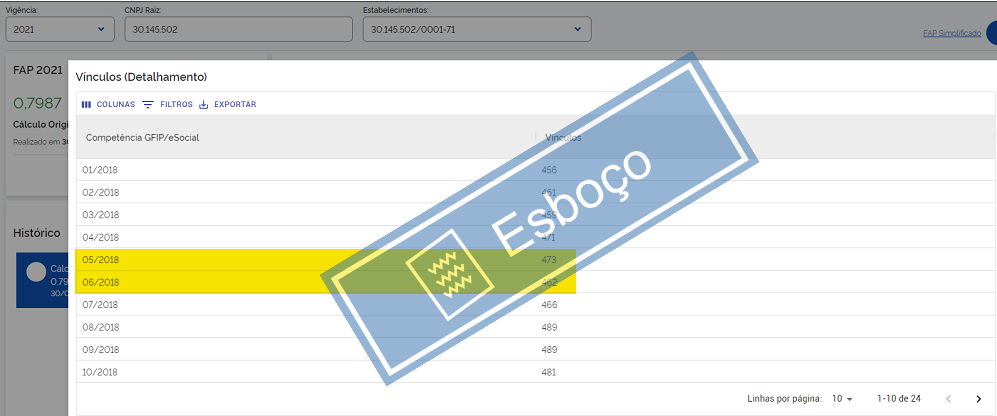 Vigência: CNPJ Raiz: Estabelecimentos:
2021 30.145.502 30.145.502/0001-71
FAP Simplificado
FAP 2021
Vínculos (Detalhamento)
0,7987
COLUNAS FILTROS EXPORTAR
Cálculo Origi
Realizado em 30
Competência GFIP/eSocial Vínculos
01/2018 456
02/2018 461
03/2018 459
04/2018 471
05/2018 473
06/2018 462
07/2018 466
08/2018 489
09/2018 489
10/2018 481
Histórico
Cálc
0,79
30/0
Esboço
Linhas por página: 10 1-10 de 24